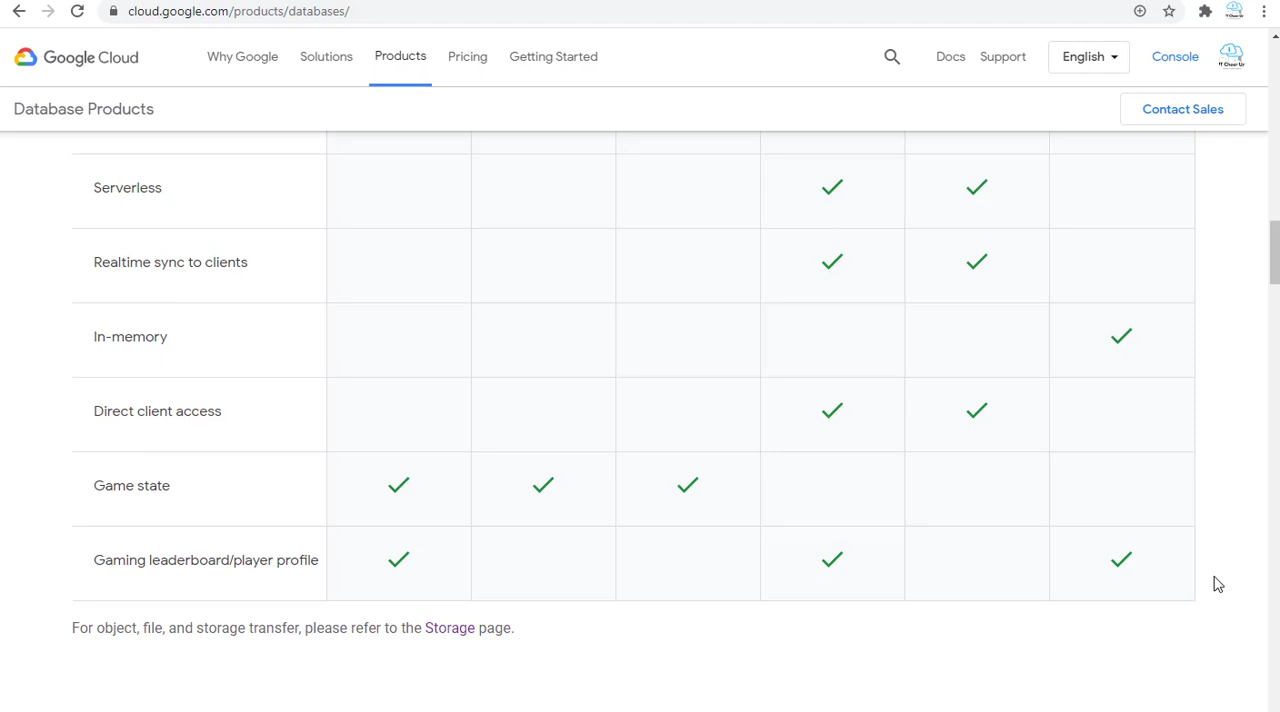 cloud.google.com/products/databases/
Google Cloud
Why Google
Solutions
Products
Pricing
Getting Started
Docs
Support
English
Console
Database Products
Contact Sales
Serverless
Realtime sync to clients
In-memory
Direct client access
Game state
Gaming leaderboard/player profile
For object, file, and storage transfer, please refer to the Storage page.